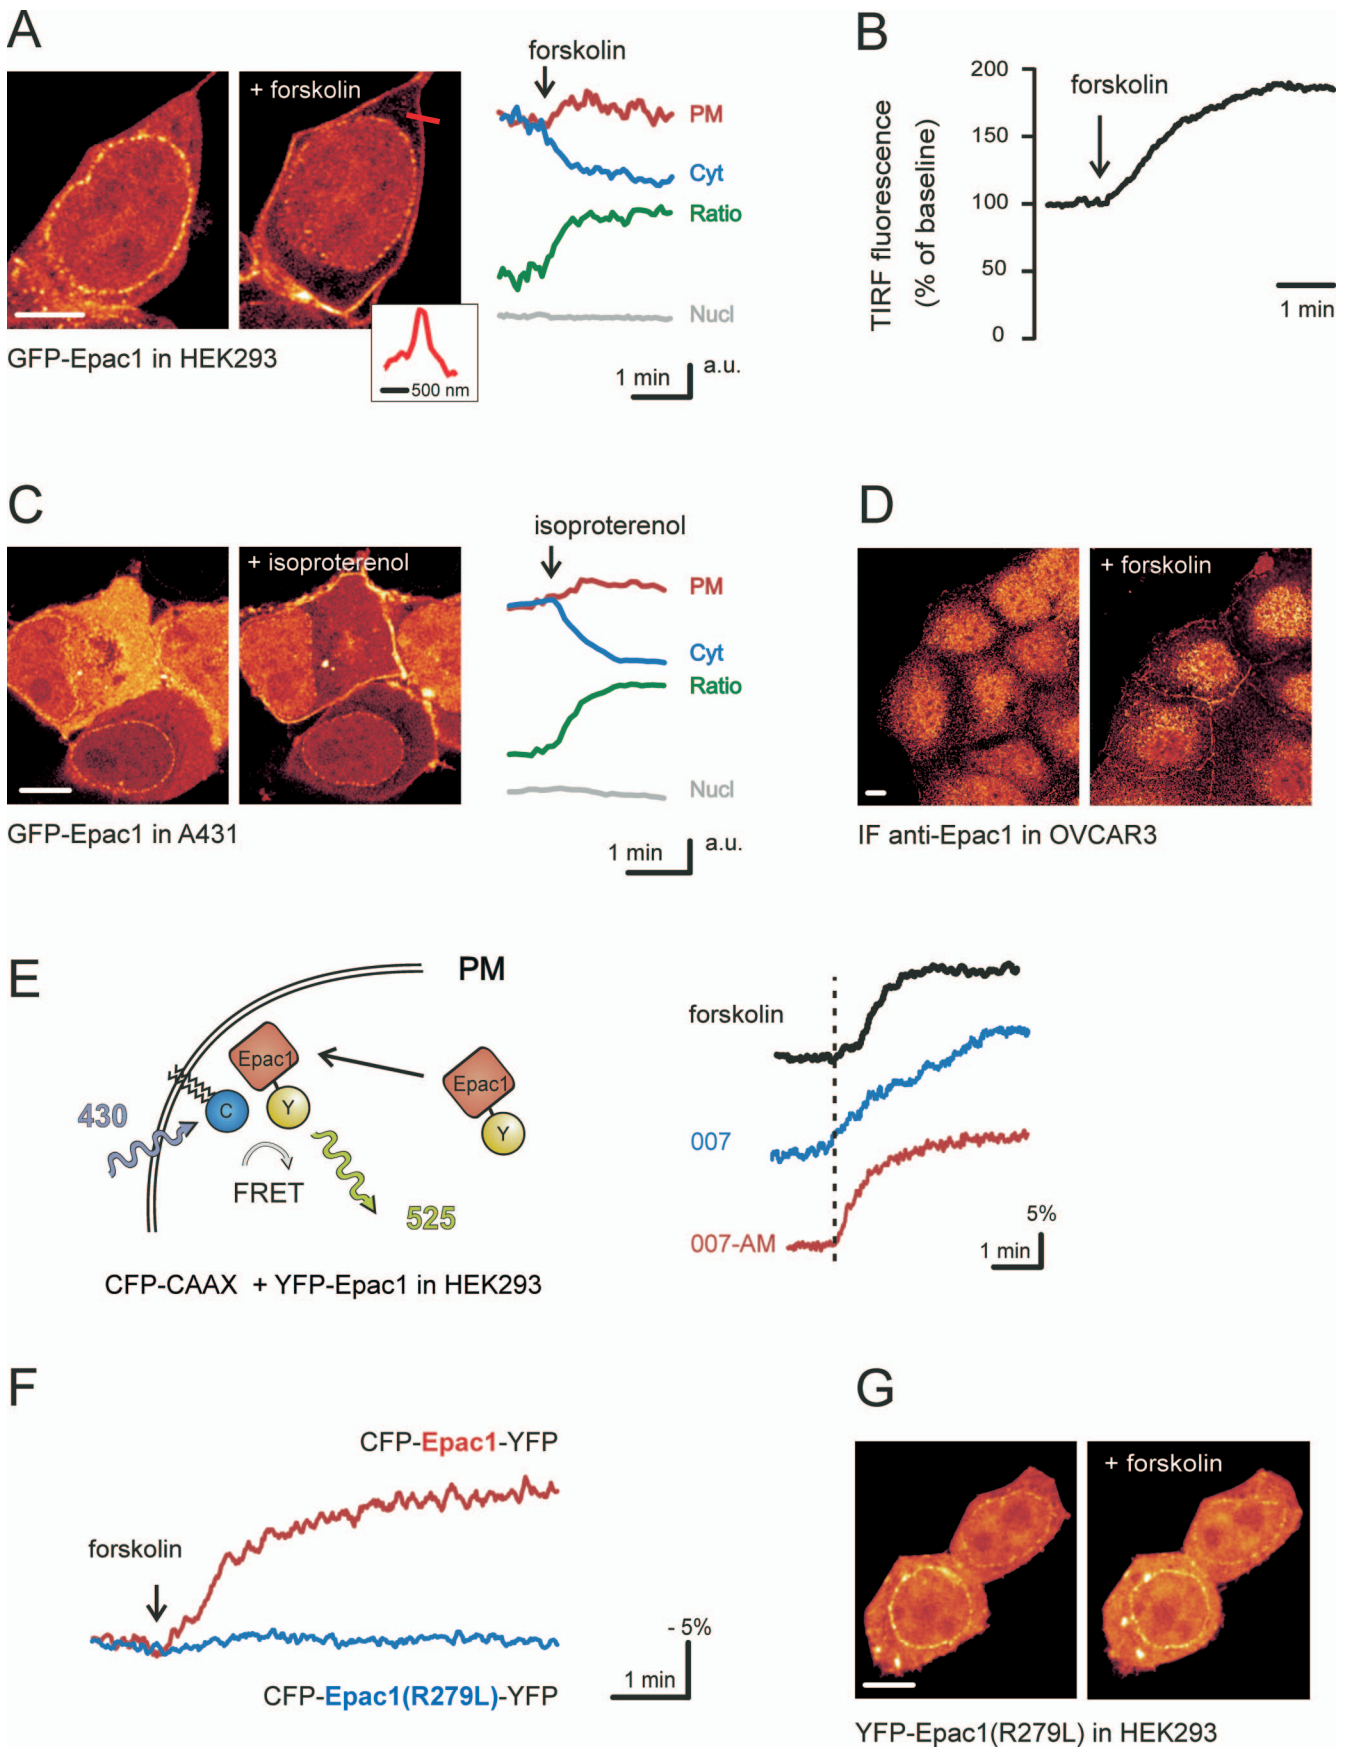 A
+ forskolin
forskolin
PM
Cyt
Ratio
Nucl
500 nm
1 min
a.u.
GFP-Epac1 in HEK293
B
TIRF fluorescence
(% of baseline)
200
150
100
50
0
forskolin
1 min
C
+ isoproterenol
isoproterenol
PM
Cyt
Ratio
Nucl
1 min
a.u.
GFP-Epac1 in A431
D
+ forskolin
IF anti-Epac1 in OVCAR3
E
PM
Epac1
Epac1
C
Y
Y
430
FRET
525
CFP-CAAX + YFP-Epac1 in HEK293
forskolin
007
007-AM
5%
1 min
F
CFP-Epac1-YFP
forskolin
CFP-Epac1(R279L)-YFP
- 5%
1 min
G
+ forskolin
YFP-Epac1(R279L) in HEK293